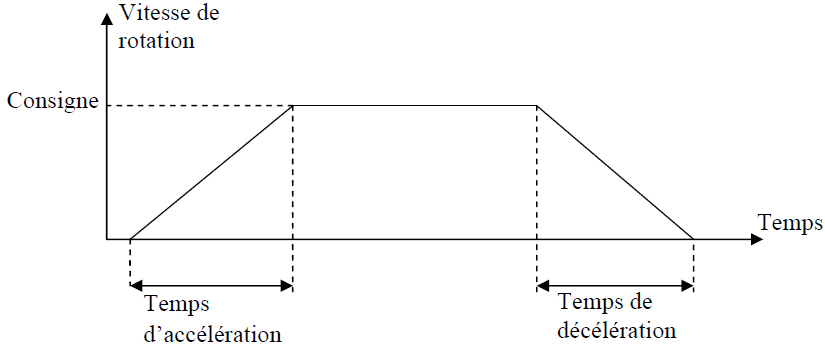 Vitesse de
rotation
Consigne
Temps
Temps
d’accélération
Temps de
décélération